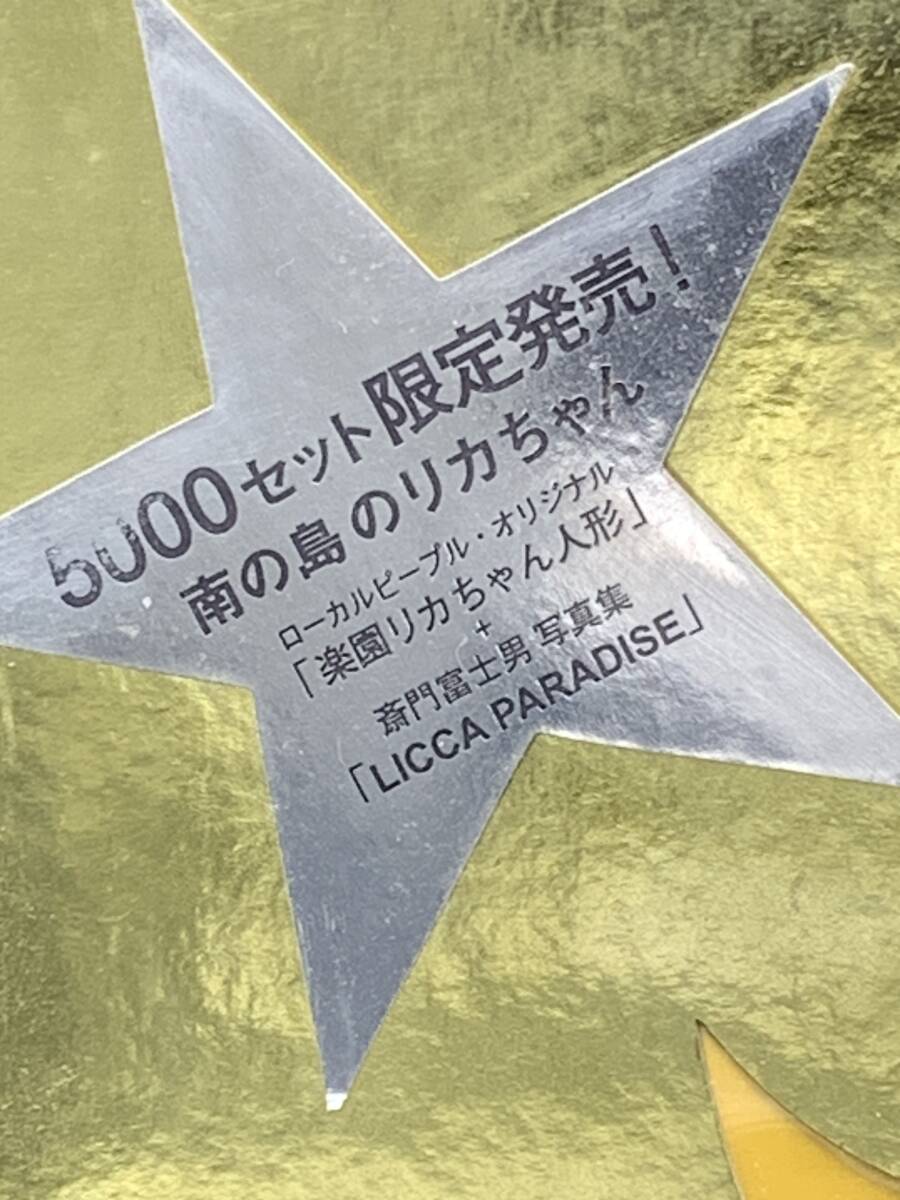 5000セット限定発売！
南の島のリカちゃん
ローカルピープル・オリジナル
「楽園リカちゃん人形」
+
斎門富士男 写真集
「LICCA PARADISE」